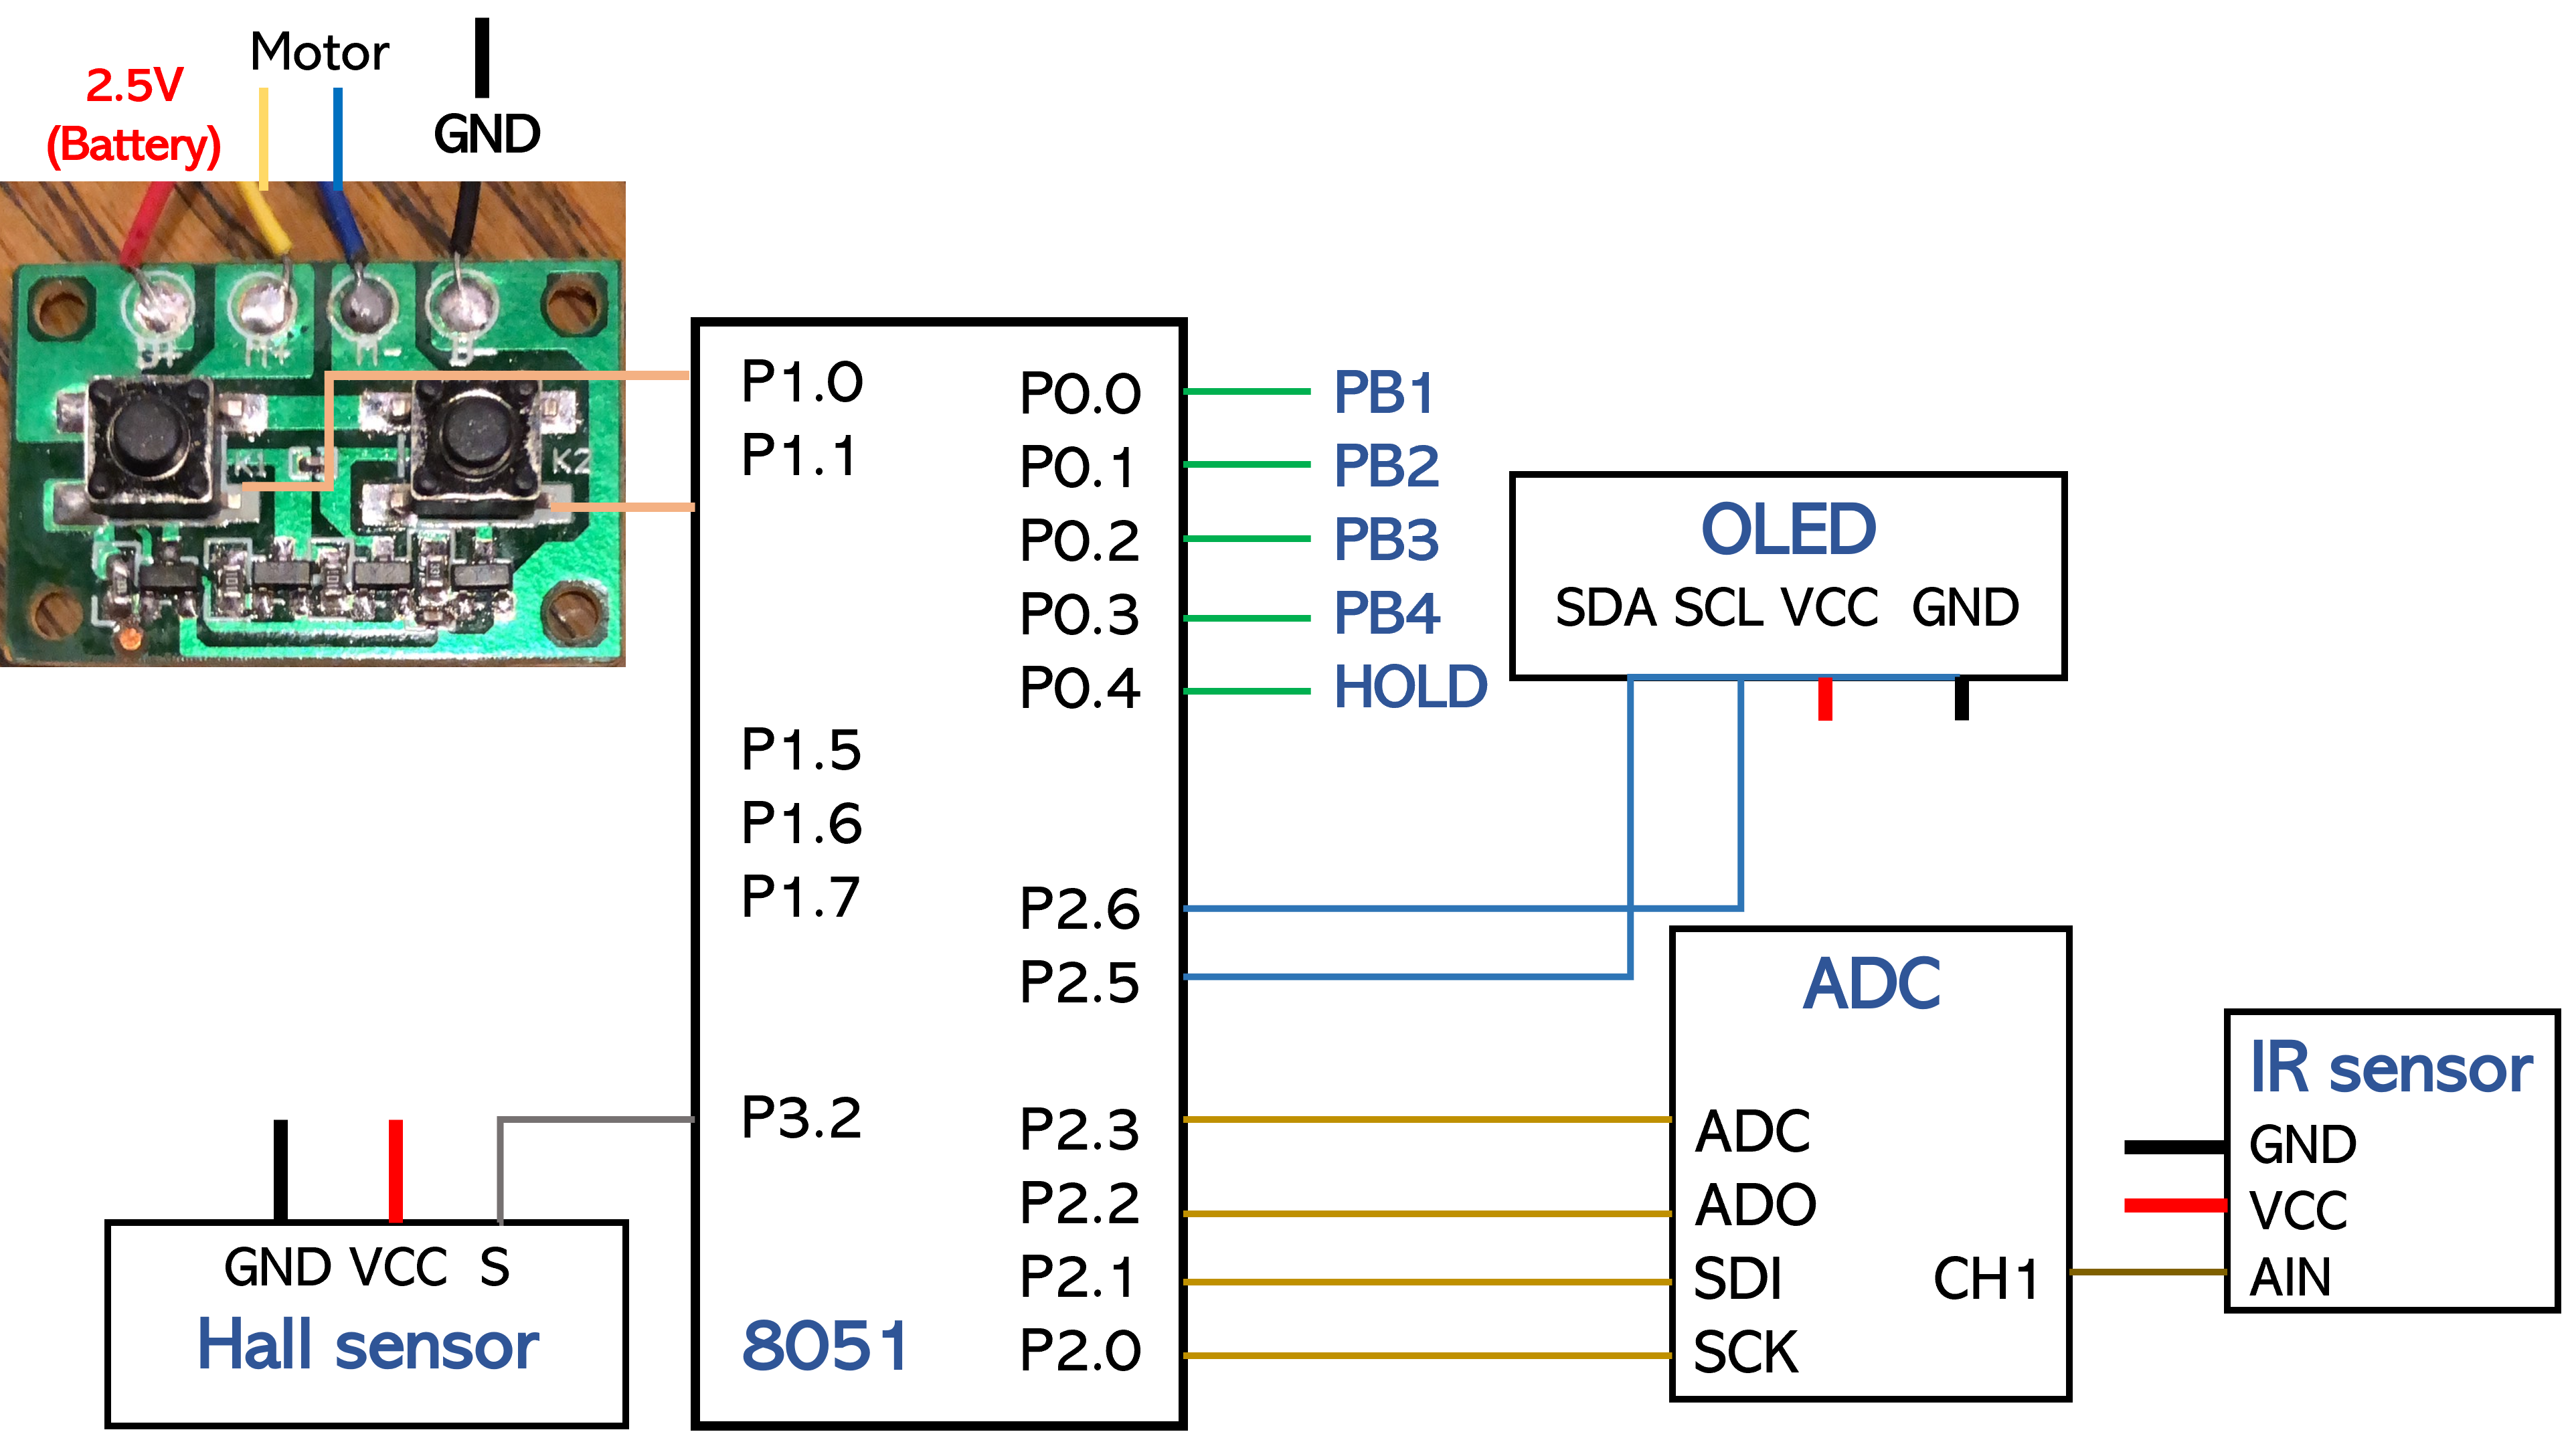 Motor
2.5V
(Battery)
GND
B+
M+
M-
B-
K1
K2
P1.0
P1.1
P1.5
P1.6
P1.7
P3.2
8051
P0.0
P0.1
P0.2
P0.3
P0.4
P2.6
P2.5
P2.3
P2.2
P2.1
P2.0
PB1
PB2
PB3
PB4
HOLD
OLED
SDA SCL VCC GND
ADC
ADC
ADO
SDI
SCK
CH1
IR sensor
GND
VCC
AIN
GND VCC S
Hall sensor